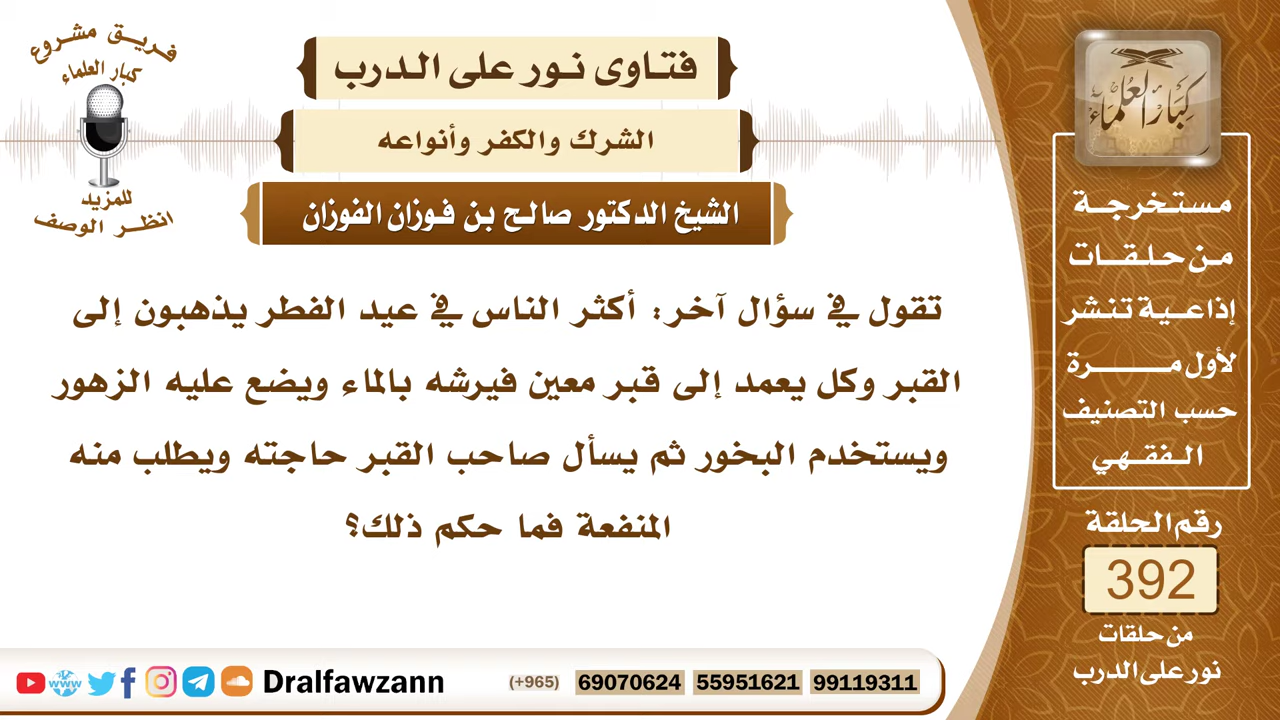 فريق مشروع
كبار العلماء
للمزيد
انظر الوصف
فتاوى نور على الدرب
الشرك والكفر وأنواعه
الشيخ الدكتور صالح بن فوزان الفوزان
تقول في سؤال آخر: أكثر الناس في عيد الفطر يذهبون إلى
القبر وكل يعمد إلى قبر معين فيرشه بالماء ويضع عليه الزهور
ويستخدم البخور ثم يسأل صاحب القبر حاجته ويطلب منه
المنفعة فما حكم ذلك؟
كبار العلماء
مستخرجة
من حلقات
إذاعية تنشر
لأول مرة
حسب التصنيف
الفقهي
رقم الحلقة
392
من حلقات
نور على الدرب
www
Dralfawzann (+965) 69070624 55951621 99119311